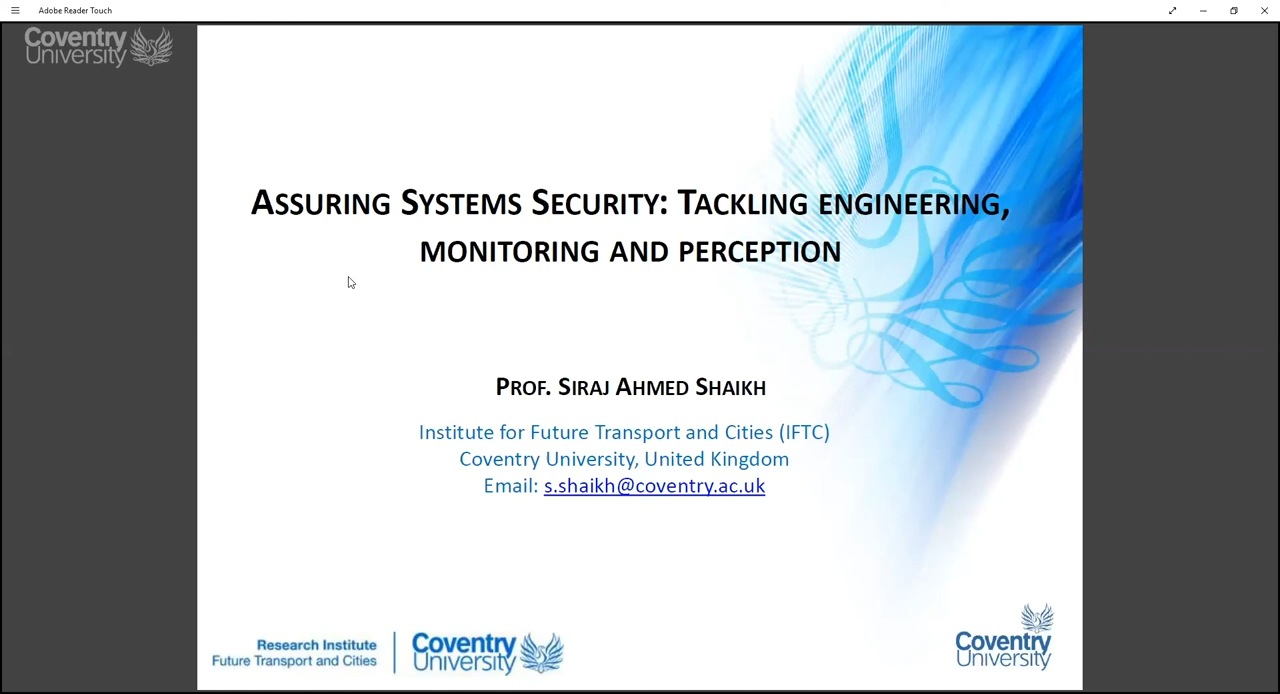 Adobe Reader Touch
Coventry
University
ASSURING SYSTEMS SECURITY: TACKLING ENGINEERING,
MONITORING AND PERCEPTION
PROF. SIRAJ AHMED SHAIKH
Institute for Future Transport and Cities (IFTC)
Coventry University, United Kingdom
Email: s.shaikh@coventry.ac.uk
Research Institute
Future Transport and Cities
Coventry
University
Coventry
University